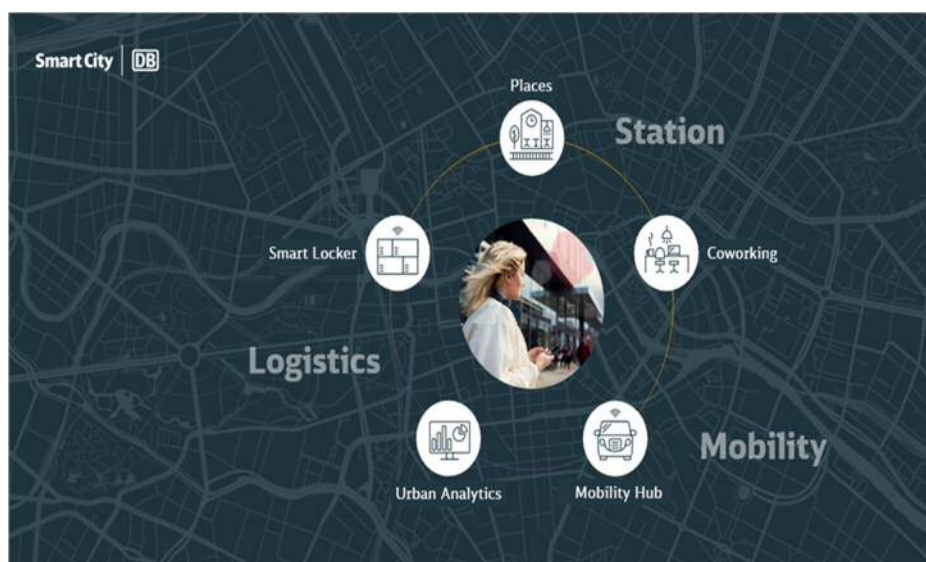 Smart City | DB
Places
Station
Smart Locker
Coworking
Logistics
Mobility
Urban Analytics
Mobility Hub